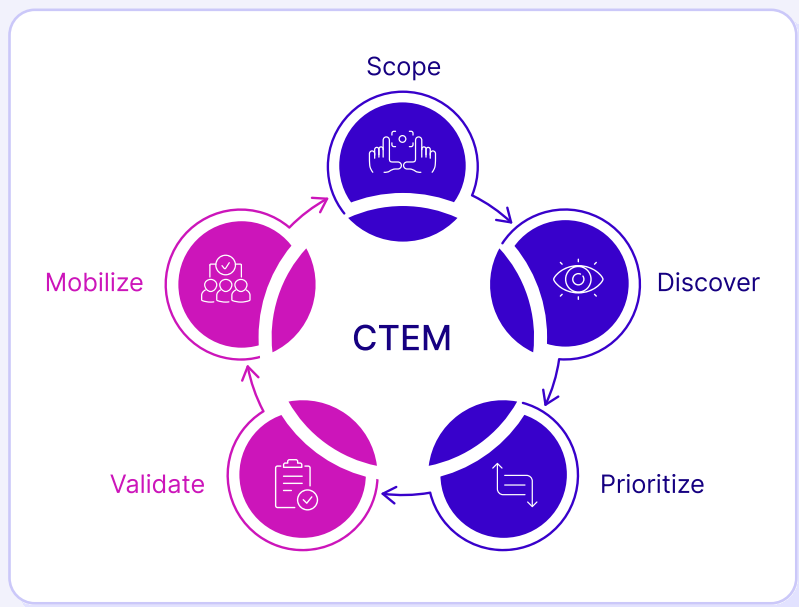 Scope
Discover
Prioritize
Validate
Mobilize
CTEM